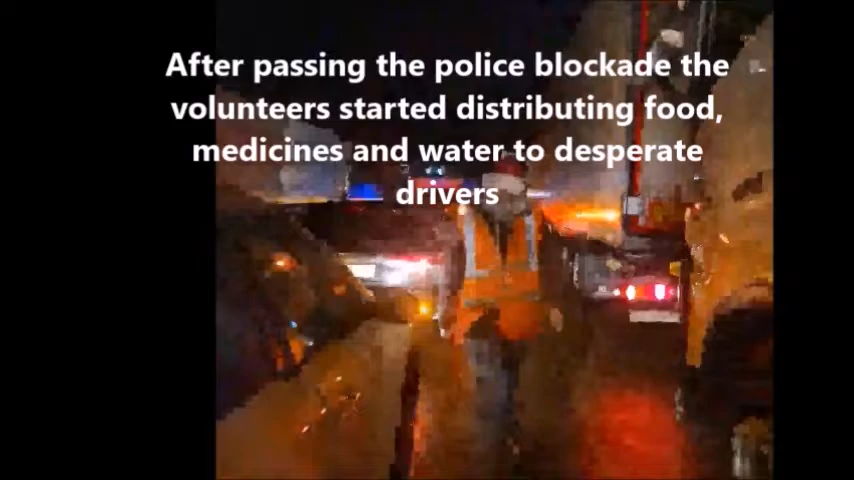 After passing the police blockade the
volunteers started distributing food,
medicines and water to desperate
drivers